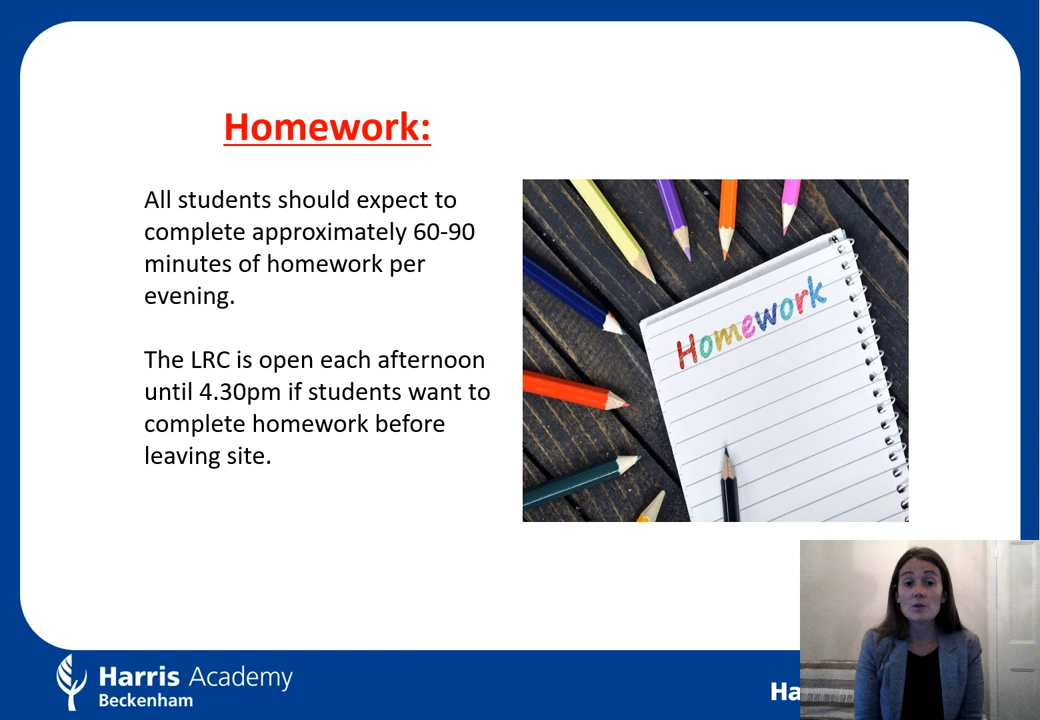 Homework:
All students should expect to
complete approximately 60-90
minutes of homework per
evening.
The LRC is open each afternoon
until 4.30pm if students want to
complete homework before
leaving site.
Homework
Harris Academy
Beckenham